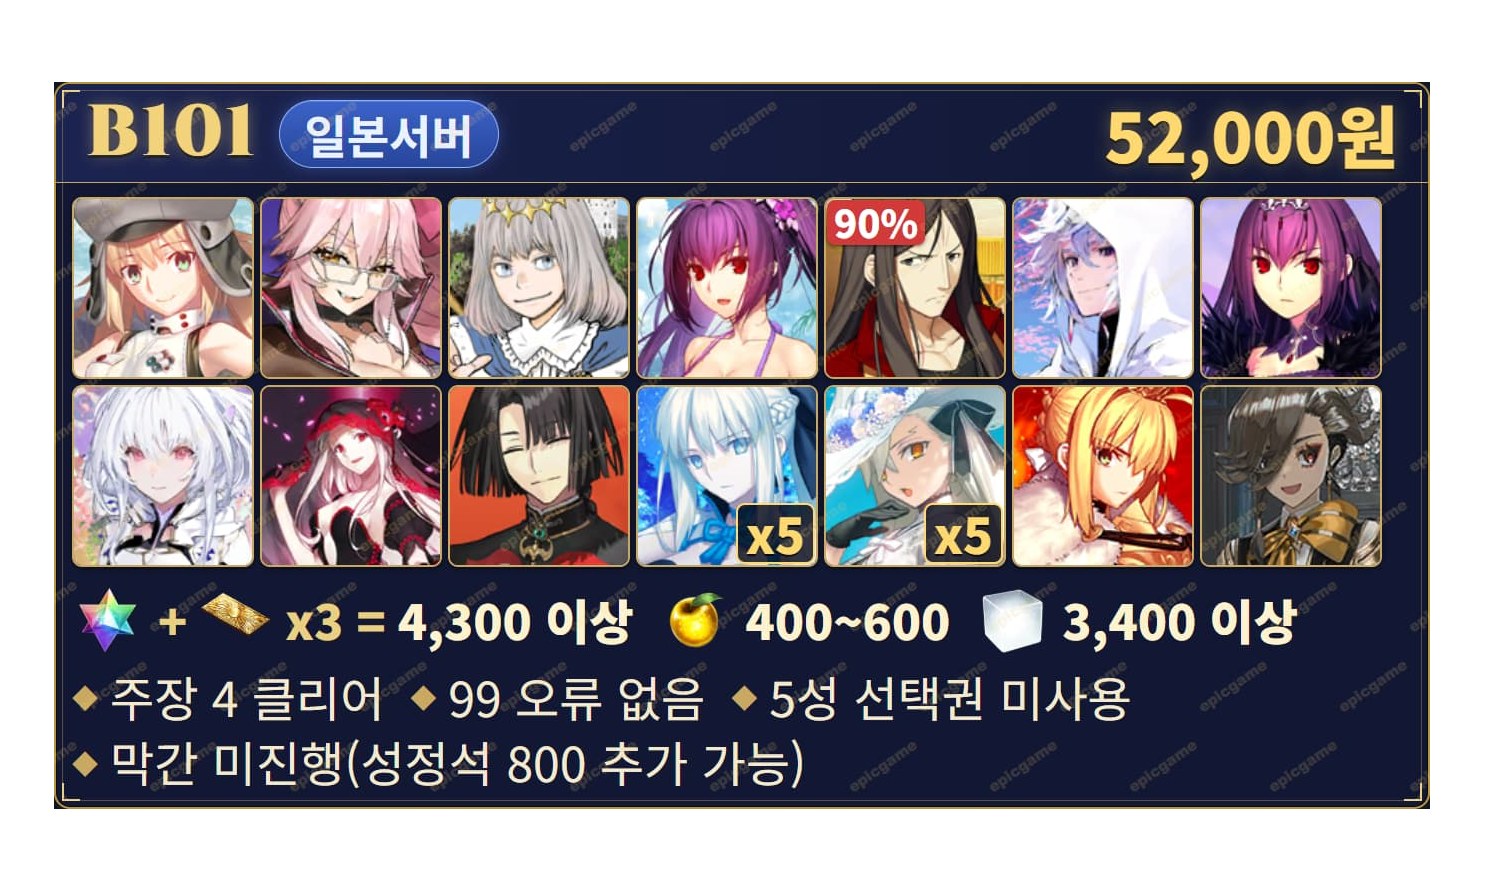 B101 일본서버 52,000원
90%
x5 x5
+ x3 = 4,300 이상 400~600 3,400 이상
◆ 주장 4 클리어 ◆ 99 오류 없음 ◆ 5성 선택권 미사용
◆ 막간 미진행(성정석 800 추가 가능)
epicgame